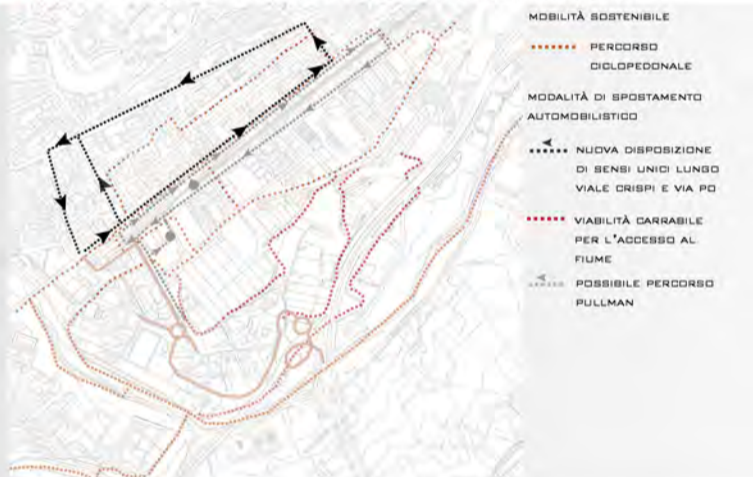 MOBILITÀ SOSTENIBILE
PERCORSO
CICLOPEDONALE
MODALITÀ DI SPOSTAMENTO
AUTOMOBILISTICO
NUOVA DISPOSIZIONE
DI SENSI UNICI LUNGO
VIALE CRISPI E VIA PO
VIABILITÀ CARRABILE
PER L'ACCESSO AL
FIUME
POSSIBILE PERCORSO
PULLMAN